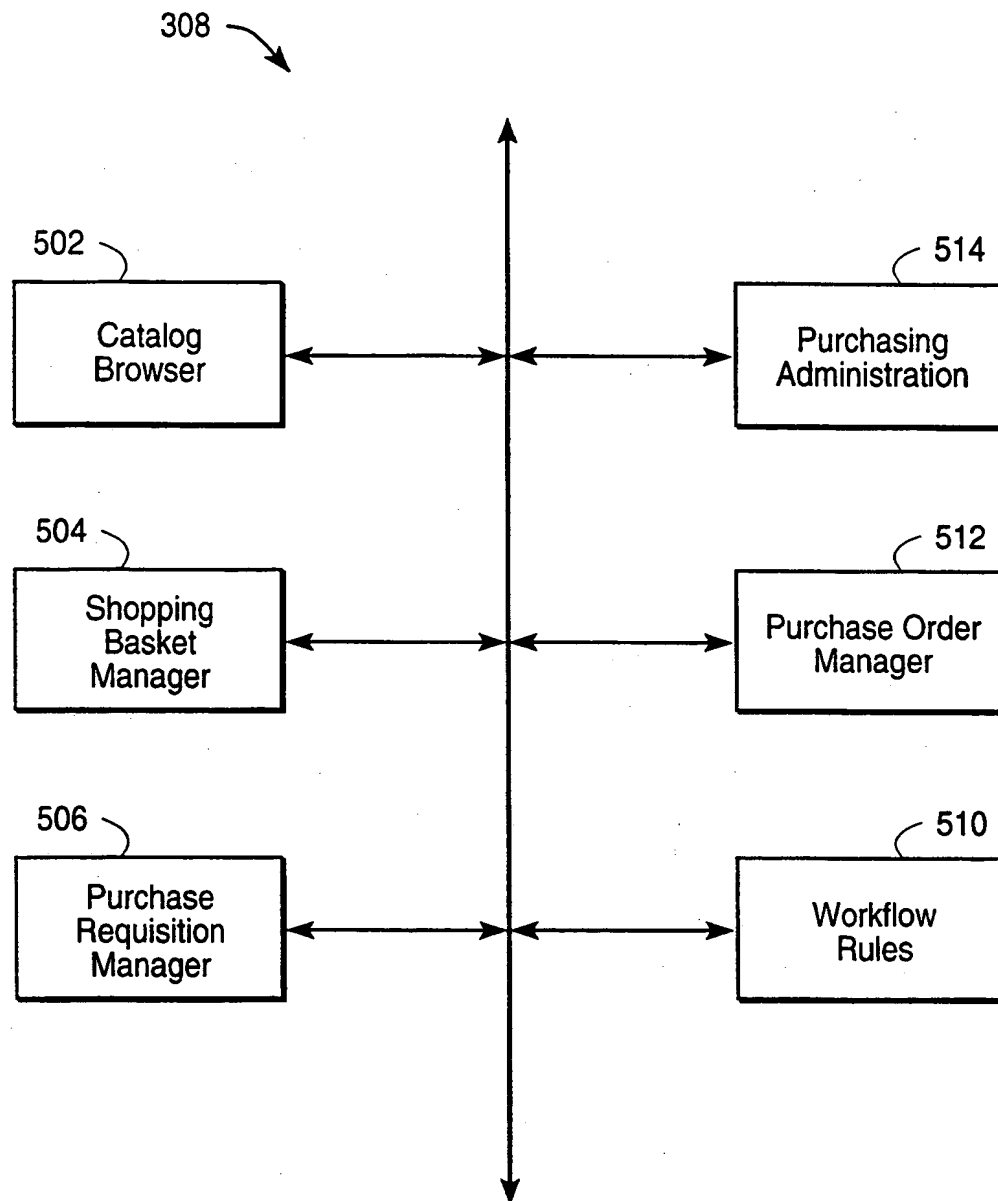 308
502
Catalog
Browser
514
Purchasing
Administration
504
Shopping
Basket
Manager
512
Purchase Order
Manager
506
Purchase
Requisition
Manager
510
Workflow
Rules